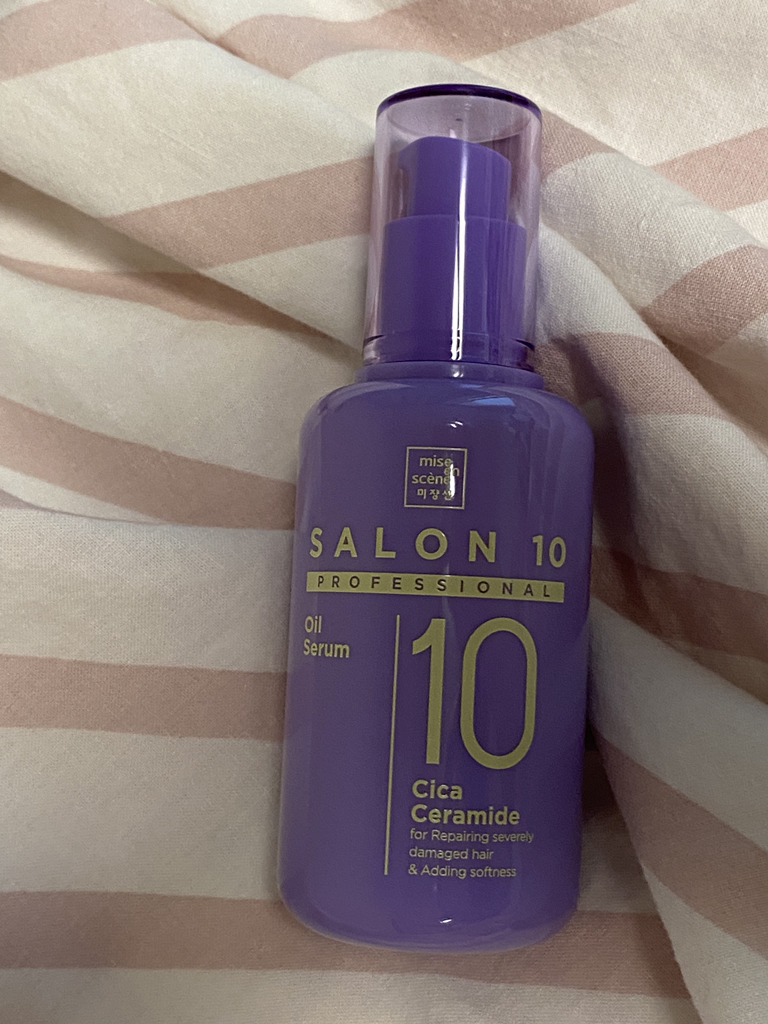 mise
en
scène
미쟝센
SALON 10
PROFESSIONAL
Oil
Serum
10
Cica
Ceramide
for Repairing severely
damaged hair
& Adding softness